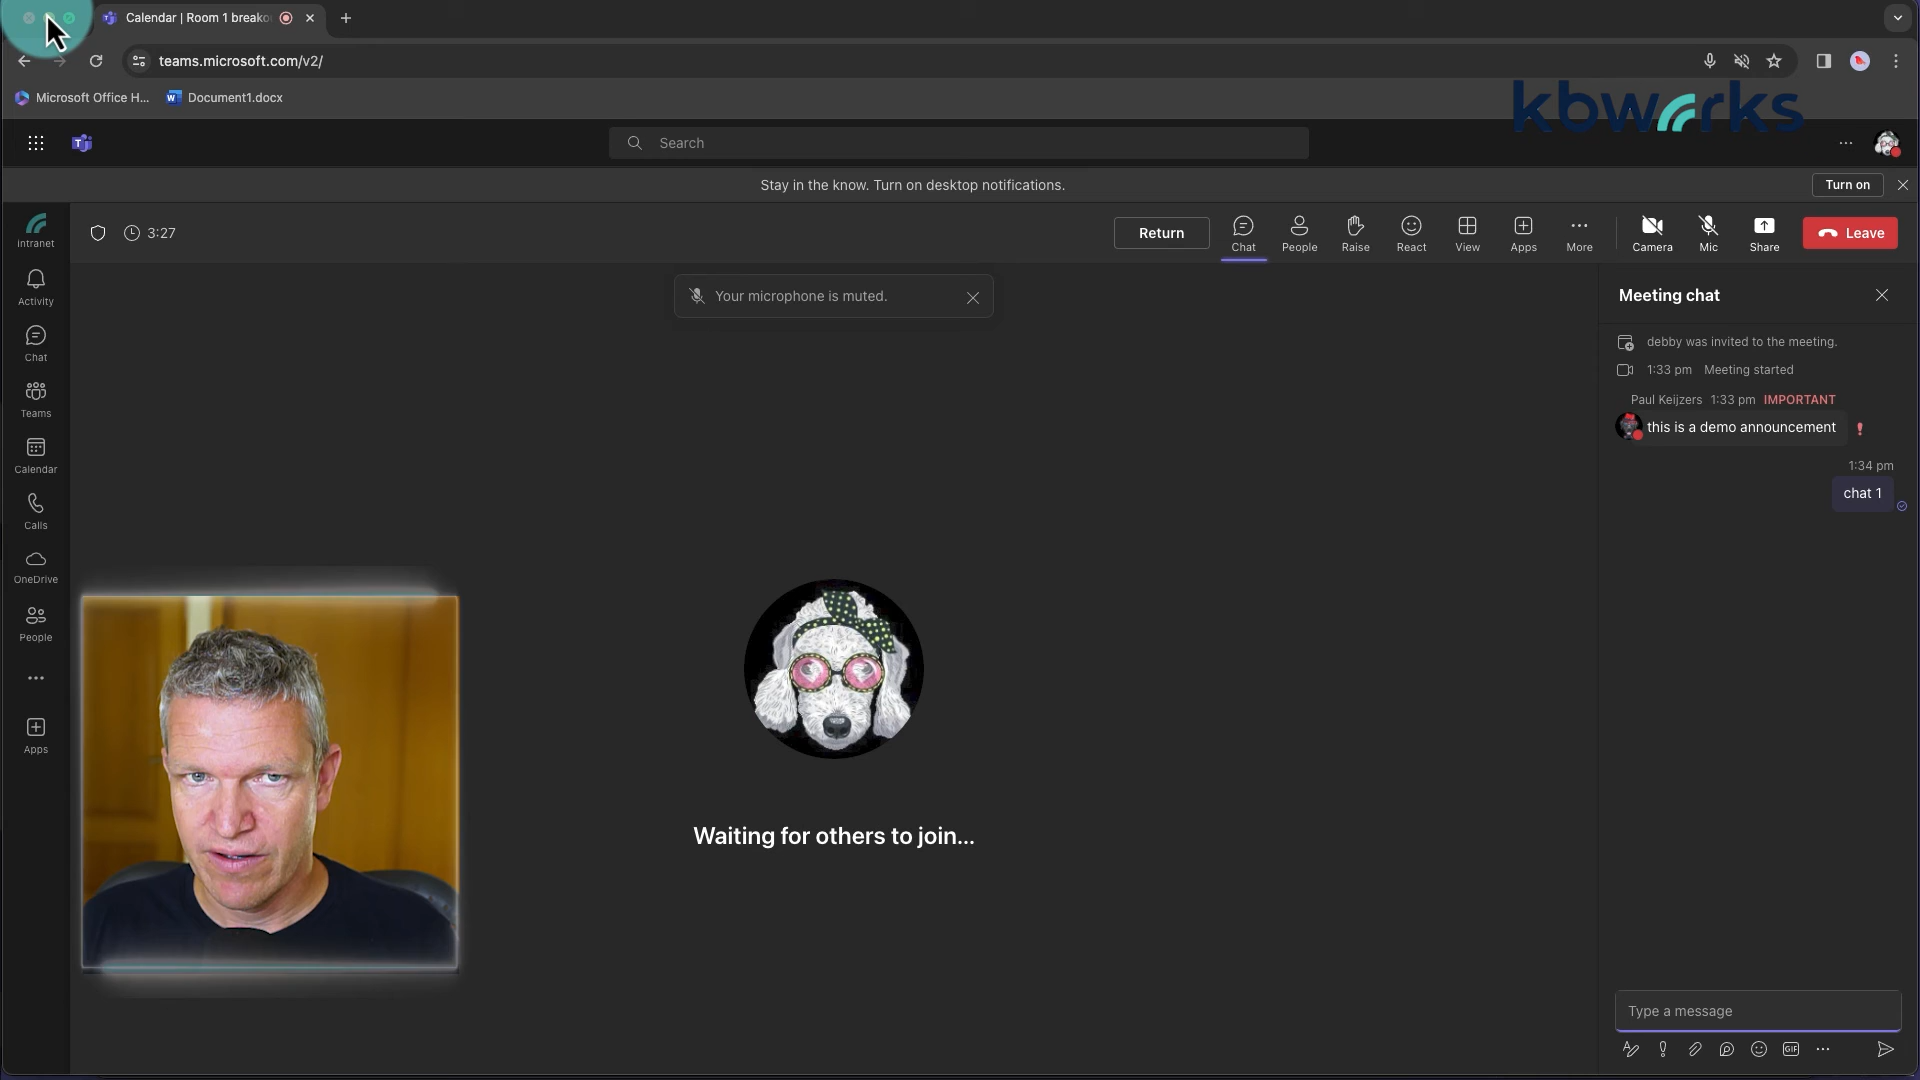 Calendar | Room 1 breako
teams.microsoft.com/v2/
Microsoft Office H...
Document1.docx
kbworks
Search
Stay in the know. Turn on desktop notifications.
Turn on
3:27
Return
Chat
People
Raise
React
View
Apps
More
Camera
Mic
Share
Leave
Intranet
Activity
Chat
Teams
Calendar
Calls
OneDrive
People
Apps
Your microphone is muted.
Waiting for others to join...
Meeting chat
debby was invited to the meeting.
1:33 pm Meeting started
Paul Keijzers 1:33 pm IMPORTANT
this is a demo announcement
1:34 pm
chat 1
Type a message
GIF